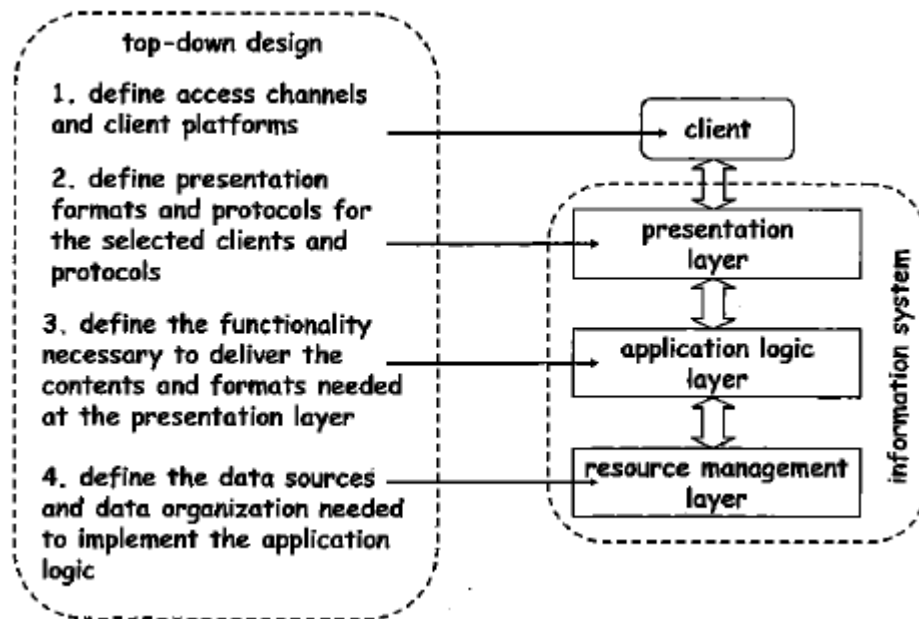 top-down design
1. define access channels
and client platforms
2. define presentation
formats and protocols for
the selected clients and
protocols
3. define the functionality
necessary to deliver the
contents and formats needed
at the presentation layer
4. define the data sources
and data organization needed
to implement the application
logic
client
presentation
layer
application logic
layer
resource management
layer
information system